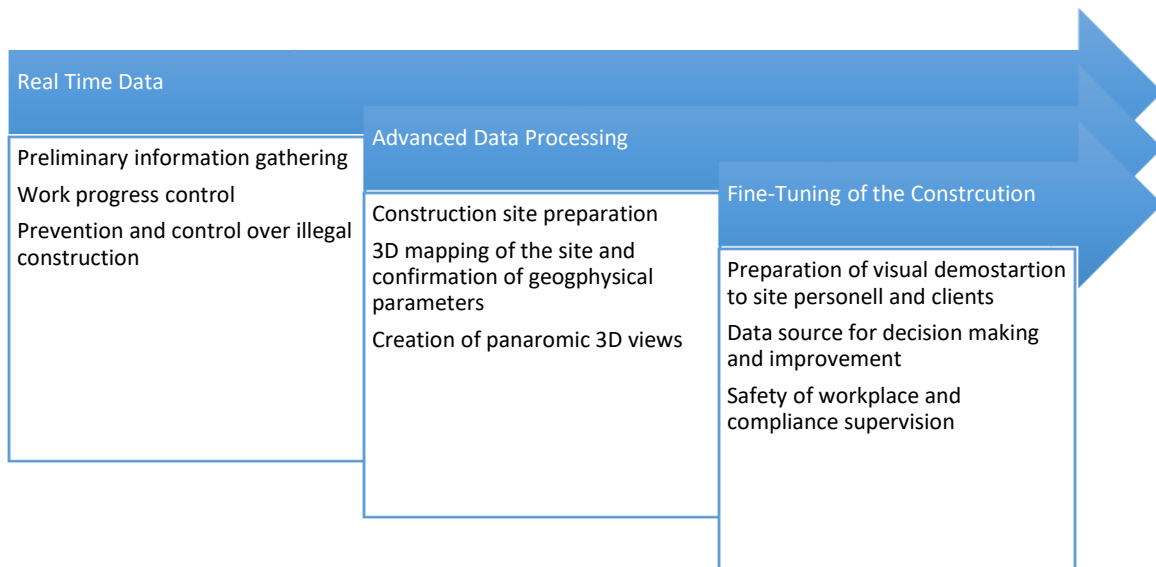 Real Time Data
Preliminary information gathering
Work progress control
Prevention and control over illegal
construction
Advanced Data Processing
Construction site preparation
3D mapping of the site and
confirmation of geogphysical
parameters
Creation of panaromic 3D views
Fine-Tuning of the Constrcution
Preparation of visual demostartion
to site personell and clients
Data source for decision making
and improvement
Safety of workplace and
compliance supervision